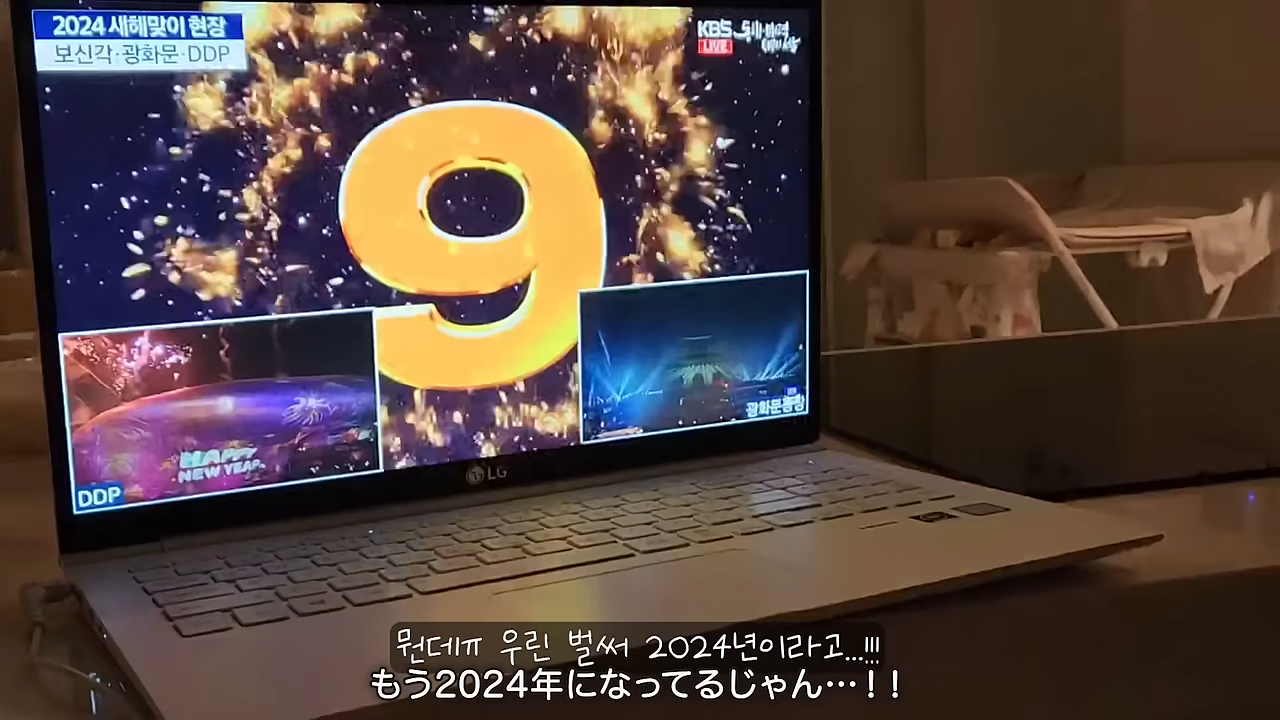 2024 새해맞이 현장
보신각·광화문·DDP
KBS
LIVE
9
HAPPY
NEW YEAR
DDP
광화문광장
LG
뭔데ㅠ 우린 벌써 2024년이라고...!!!
もう2024年になってるじゃん…！！